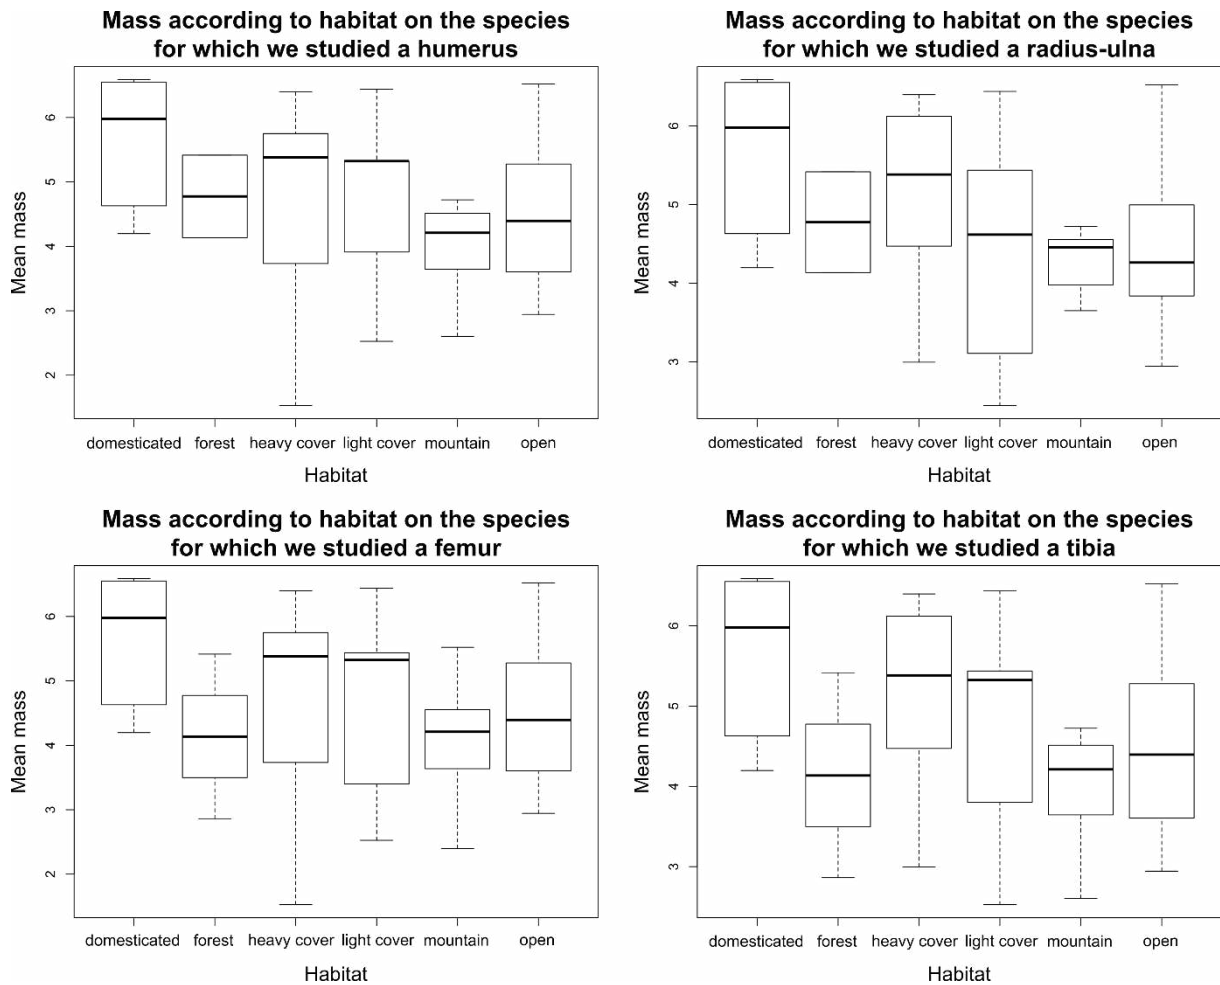 Mass according to habitat on the species
for which we studied a humerus
Mean mass
6
5
4
3
2
domesticated forest heavy cover light cover mountain open
Habitat
Mass according to habitat on the species
for which we studied a radius-ulna
Mean mass
6
5
4
3
domesticated forest heavy cover light cover mountain open
Habitat
Mass according to habitat on the species
for which we studied a femur
Mean mass
6
5
4
3
2
domesticated forest heavy cover light cover mountain open
Habitat
Mass according to habitat on the species
for which we studied a tibia
Mean mass
6
5
4
3
domesticated forest heavy cover light cover mountain open
Habitat